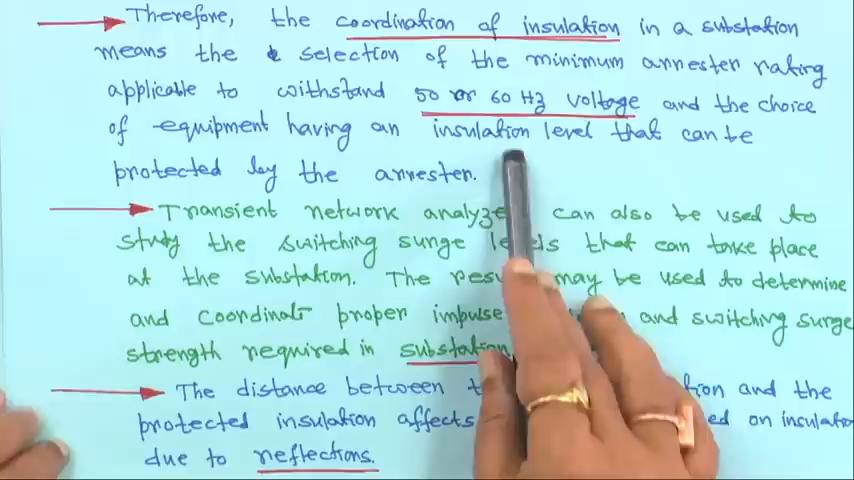 Therefore, the coordination of insulation in a substation
means the selection of the minimum arrester rating
applicable to withstand 50 or 60 Hz voltage and the choice
of equipment having an insulation level that can be
protected by the arrester.
Transient network analyze can also be used to
study the switching surge levels that can take place
at the substation. The may be used to determine
and coordinate proper impulse and switching surge
strength required in substation
The distance between and the
protected insulation affects on insulation
due to reflections.